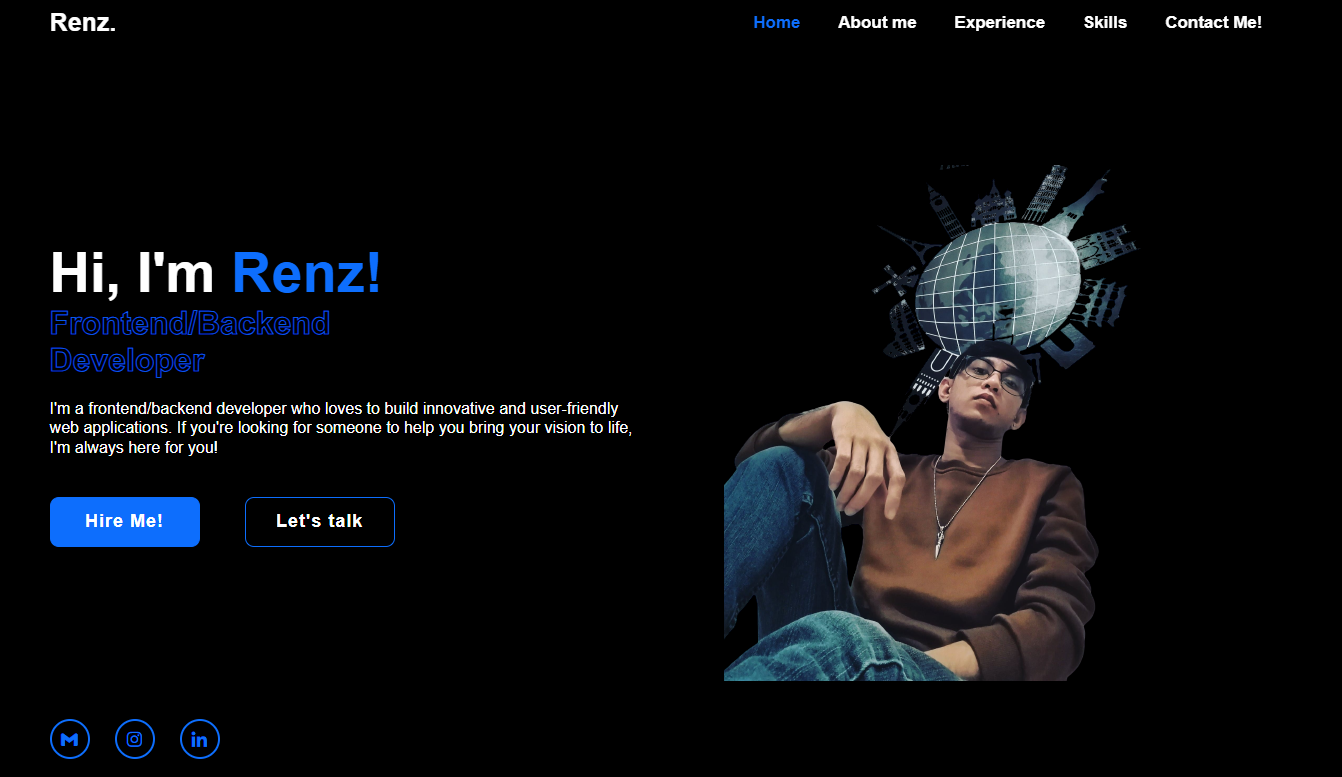 Renz.
Home About me Experience Skills Contact Me!
Hi, I'm Renz!
Frontend/Backend
Developer
I'm a frontend/backend developer who loves to build innovative and user-friendly
web applications. If you're looking for someone to help you bring your vision to life,
I'm always here for you!
Hire Me! Let's talk